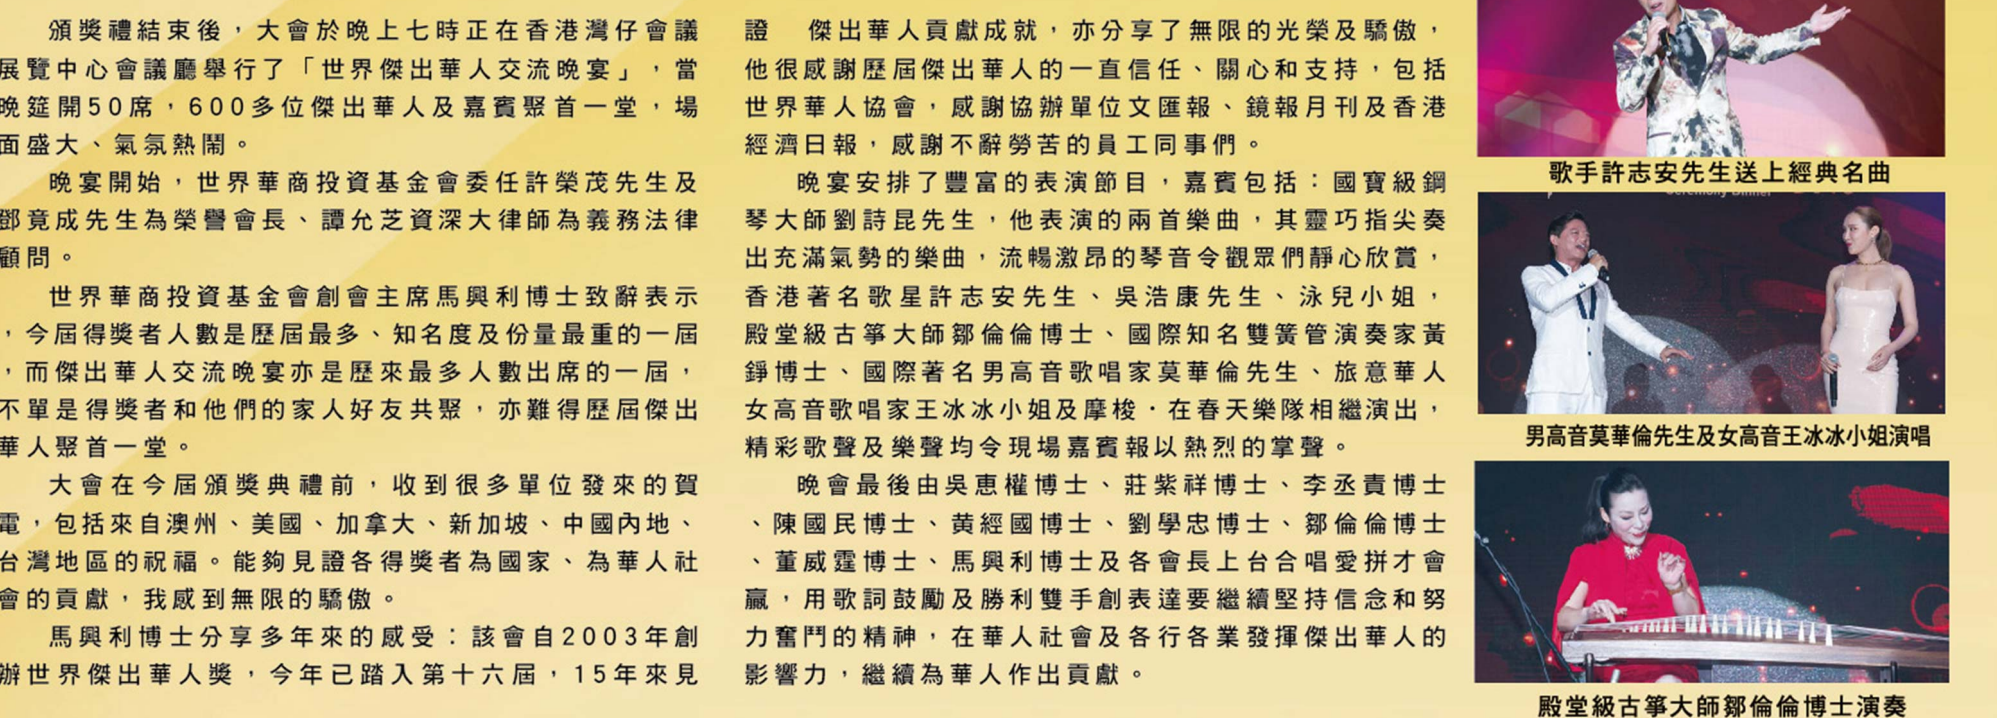 頒獎禮結束後，大會於晚上七時正在香港灣仔會議
展覽中心會議廳舉行了「世界傑出華人交流晚宴」，當
晚筵開50席，600多位傑出華人及嘉賓聚首一堂，場
面盛大、氣氛熱鬧。
晚宴開始，世界華商投資基金會委任許榮茂先生及
鄧竟成先生為榮譽會長、譚允芝資深大律師為義務法律
顧問。
世界華商投資基金會創會主席馬興利博士致辭表示
，今屆得獎者人數是歷屆最多、知名度及份量最重的一屆
，而傑出華人交流晚宴亦是歷來最多人數出席的一屆，
不單是得獎者和他們的家人好友共聚，亦難得歷屆傑出
華人聚首一堂。
大會在今屆頒獎典禮前，收到很多單位發來的賀
電，包括來自澳州、美國、加拿大、新加坡、中國內地、
台灣地區的祝福。能夠見證各得獎者為國家、為華人社
會的貢獻，我感到無限的驕傲。
馬興利博士分享多年來的感受：該會自2003年創
辦世界傑出華人獎，今年已踏入第十六屆，15年來見
證　傑出華人貢獻成就，亦分享了無限的光榮及驕傲，
他很感謝歷屆傑出華人的一直信任、關心和支持，包括
世界華人協會，感謝協辦單位文匯報、鏡報月刊及香港
經濟日報，感謝不辭勞苦的員工同事們。
晚宴安排了豐富的表演節目，嘉賓包括：國寶級鋼
琴大師劉詩昆先生，他表演的兩首樂曲，其靈巧指尖奏
出充滿氣勢的樂曲，流暢激昂的琴音令觀眾們靜心欣賞，
香港著名歌星許志安先生、吳浩康先生、泳兒小姐，
殿堂級古箏大師鄒倫倫博士、國際知名雙簧管演奏家黃
錚博士、國際著名男高音歌唱家莫華倫先生、旅意華人
女高音歌唱家王冰冰小姐及摩梭·在春天樂隊相繼演出，
精彩歌聲及樂聲均令現場嘉賓報以熱烈的掌聲。
晚會最後由吳惠權博士、莊紫祥博士、李丞責博士
、陳國民博士、黃經國博士、劉學忠博士、鄒倫倫博士
、董威霆博士、馬興利博士及各會長上台合唱愛拼才會
贏，用歌詞鼓勵及勝利雙手創表達要繼續堅持信念和努
力奮鬥的精神，在華人社會及各行各業發揮傑出華人的
影響力，繼續為華人作出貢獻。
歌手許志安先生送上經典名曲
Ceremony Dinner
男高音莫華倫先生及女高音王冰冰小姐演唱
殿堂級古箏大師鄒倫倫博士演奏